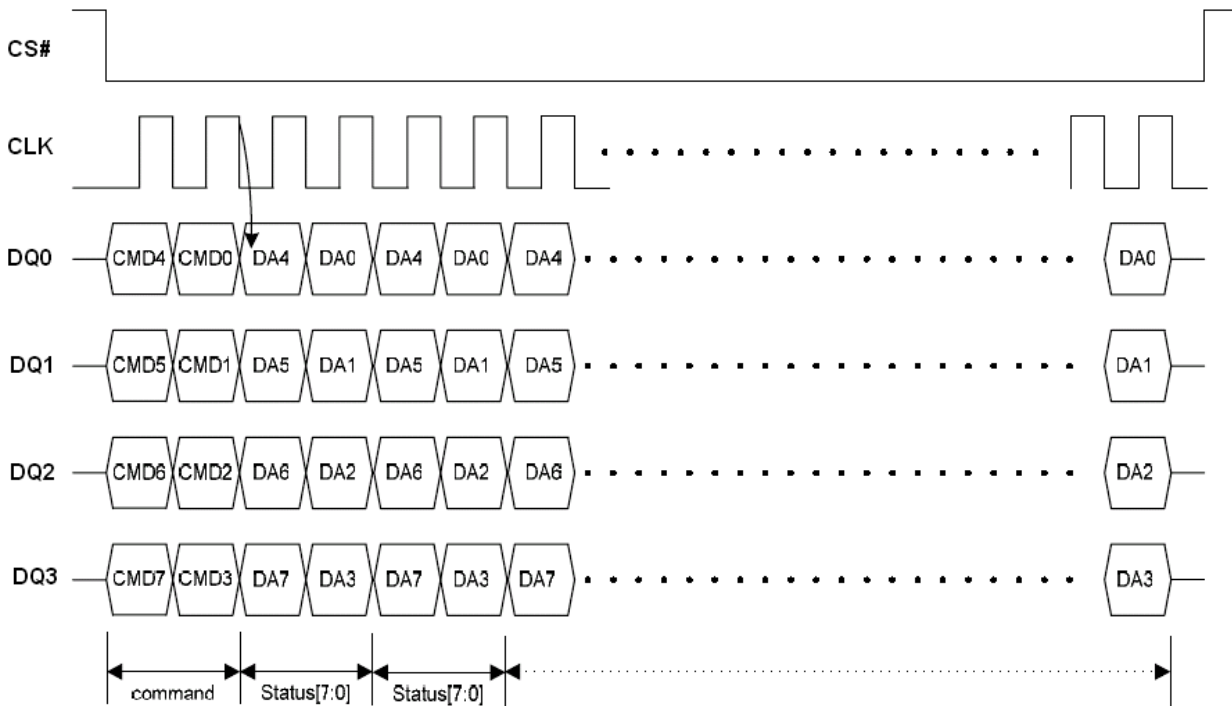 CS#
CLK
DQ0 CMD4 CMD0 DA4 DA0 DA4 DA0 DA4 DA0
DQ1 CMD5 CMD1 DA5 DA1 DA5 DA1 DA5 DA1
DQ2 CMD6 CMD2 DA6 DA2 DA6 DA2 DA6 DA2
DQ3 CMD7 CMD3 DA7 DA3 DA7 DA3 DA7 DA3
command Status[7:0] Status[7:0]